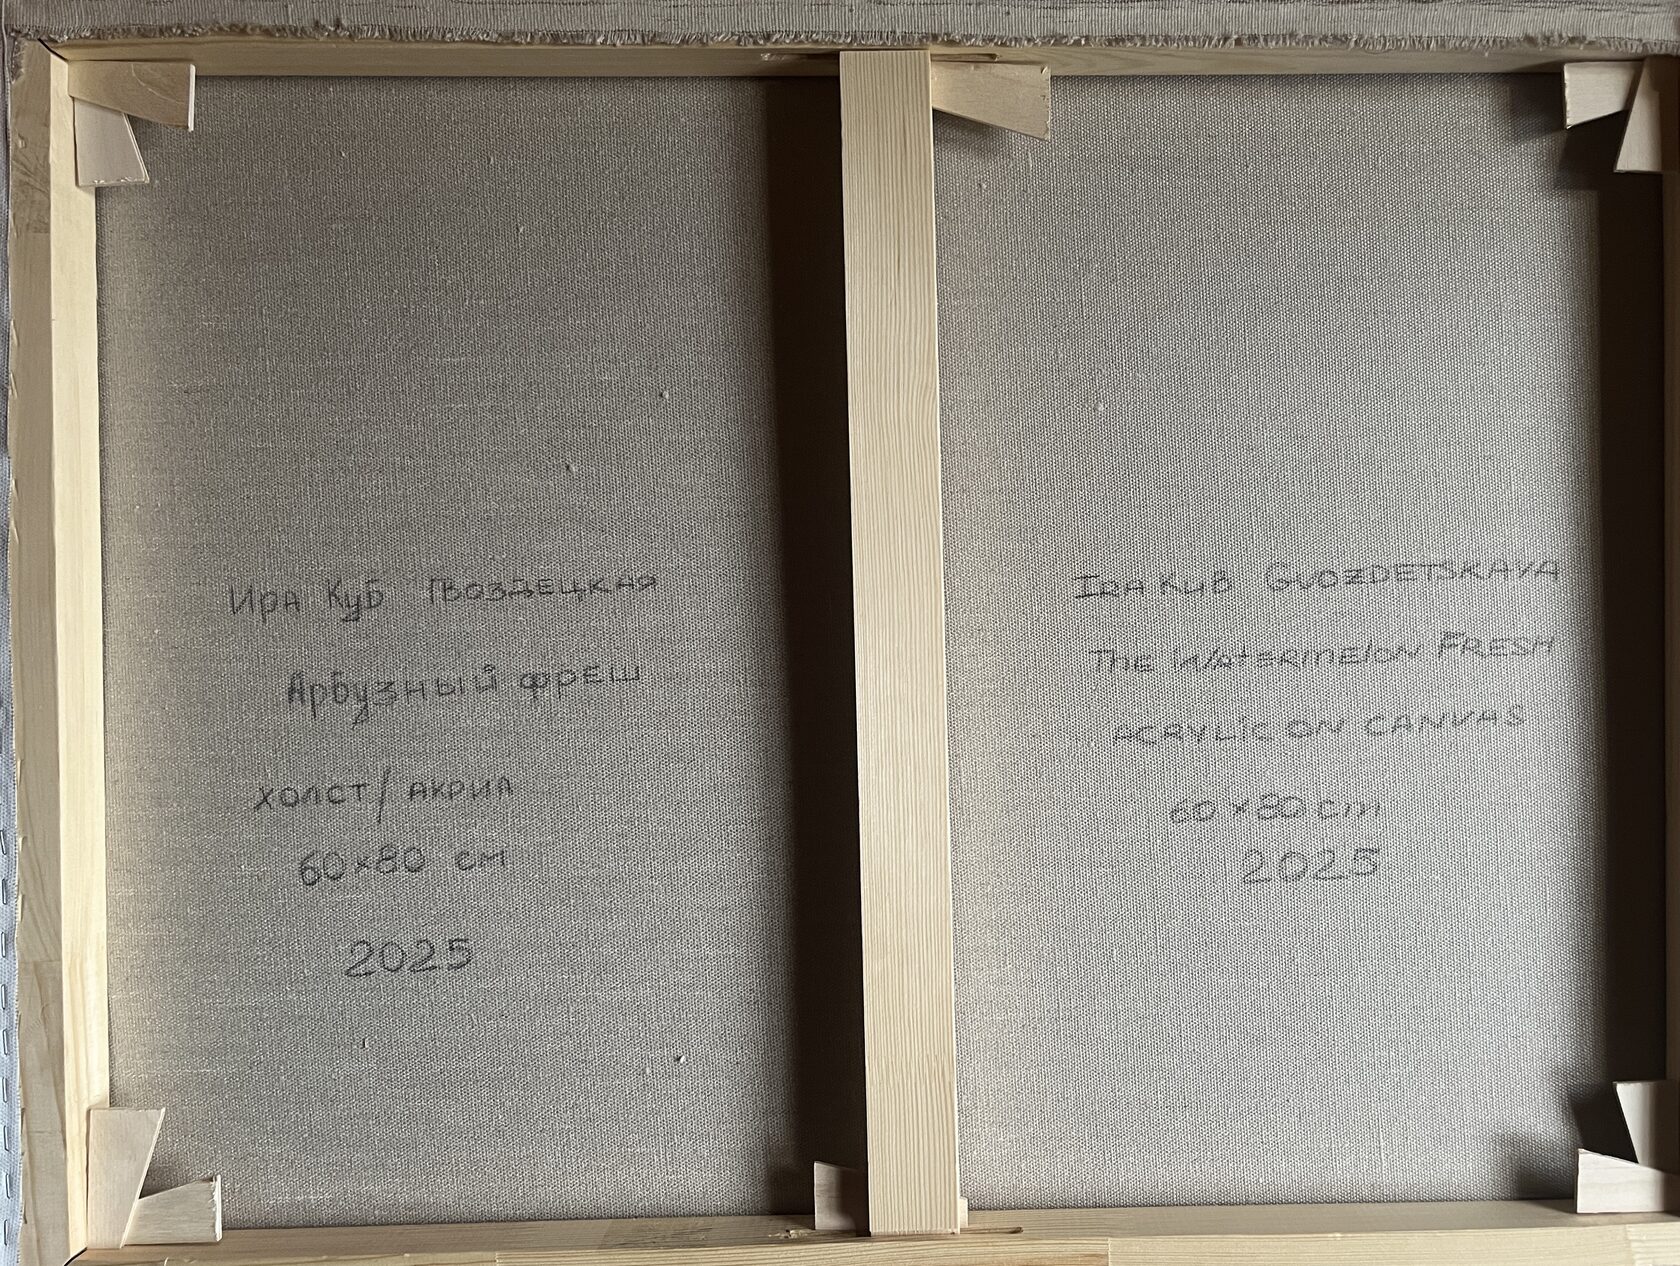 Ира Куб Гвоздецкая
Арбузный фреш
холст/акрил
60×80 см
2025
IRA KUB GVOZDETSKAYA
THE WATERMELON FRESH
ACRYLIC ON CANVAS
60×80 cm
2025